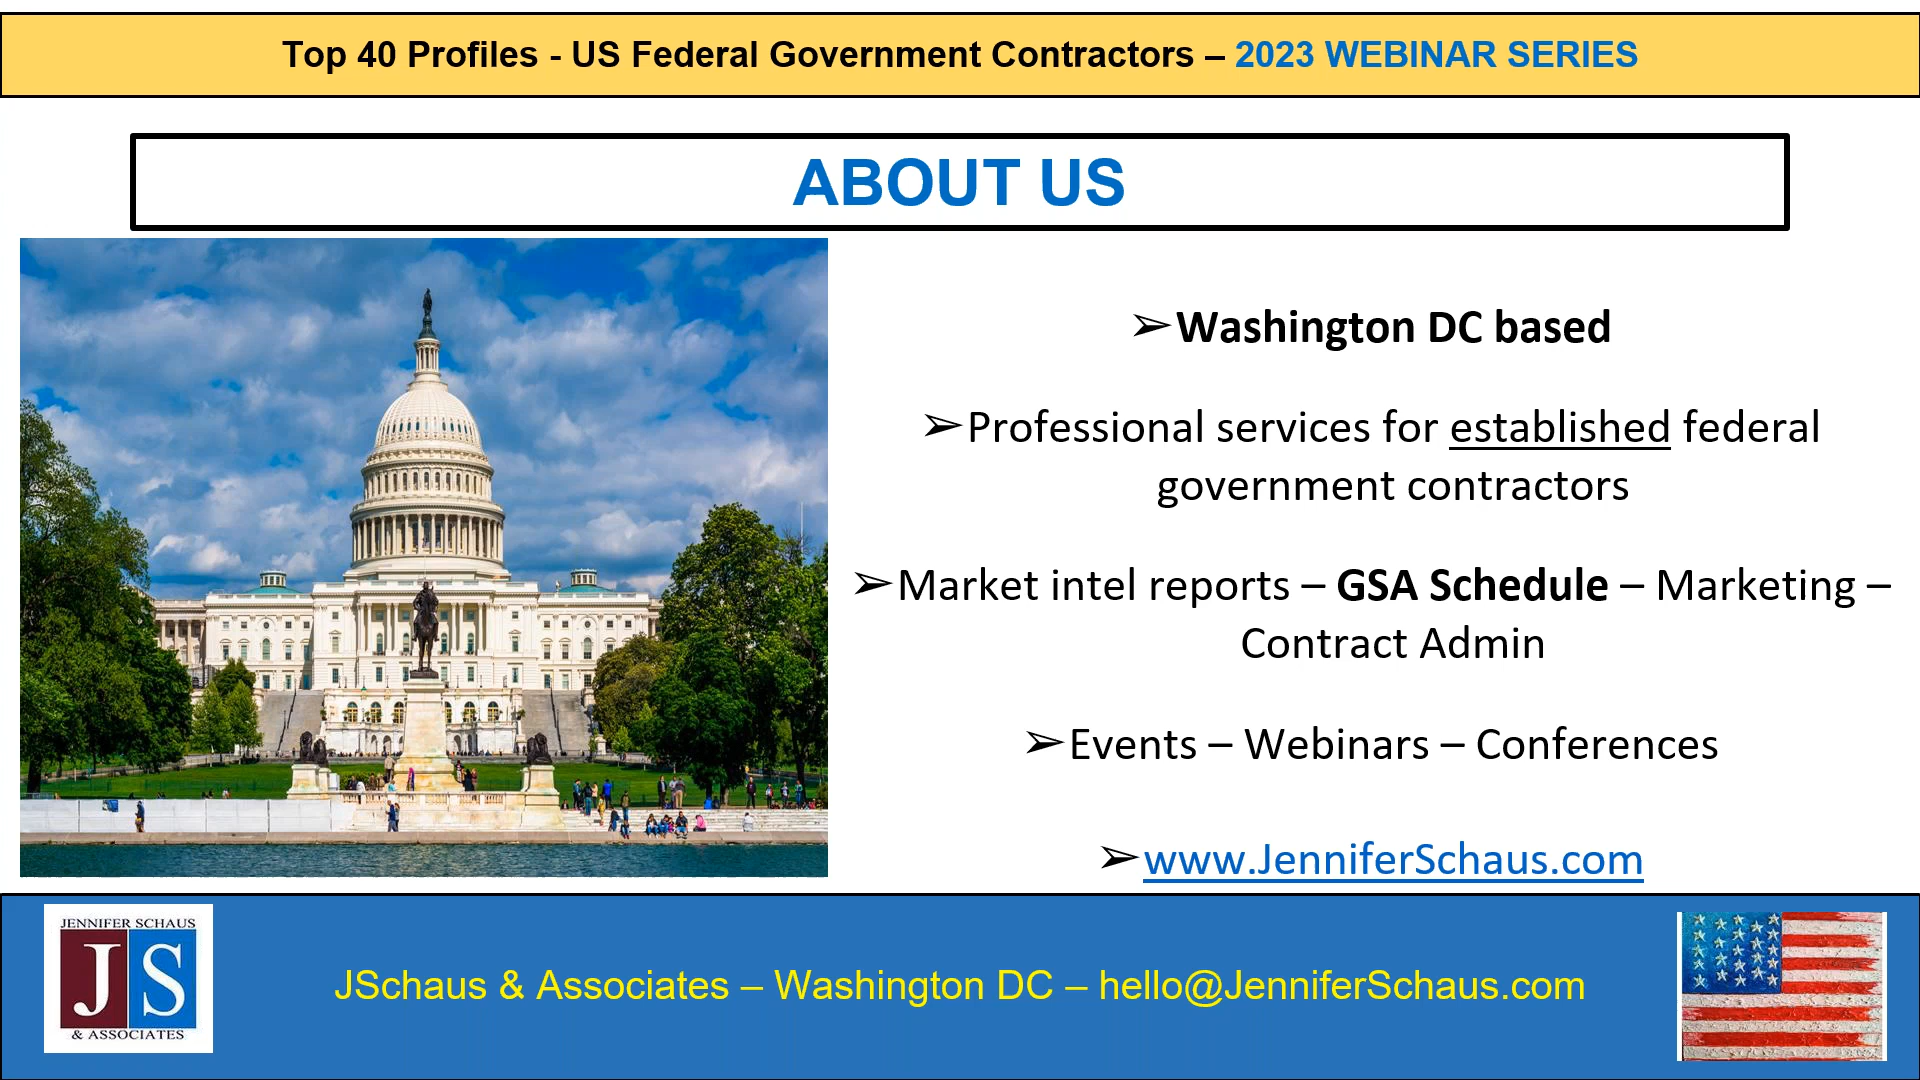 Top 40 Profiles - US Federal Government Contractors – 2023 WEBINAR SERIES
ABOUT US
➢Washington DC based
➢Professional services for established federal
government contractors
➢Market intel reports – GSA Schedule – Marketing –
Contract Admin
➢Events – Webinars – Conferences
➢www.JenniferSchaus.com
JENNIFER SCHAUS
JS
& ASSOCIATES
JSchaus & Associates – Washington DC – hello@JenniferSchaus.com